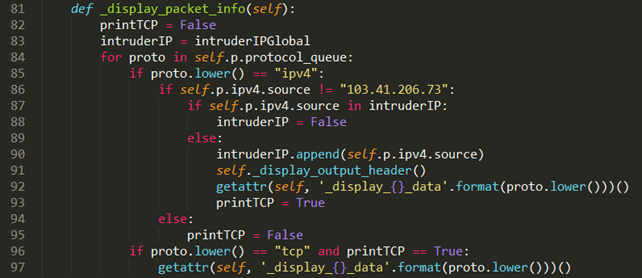 81 def _display_packet_info(self):
82 printTCP = False
83 intruderIP = intruderIPGlobal
84 for proto in self.p.protocol_queue:
85 if proto.lower() == "ipv4":
86 if self.p.ipv4.source != "103.41.206.73":
87 if self.p.ipv4.source in intruderIP:
88 intruderIP = False
89 else:
90 intruderIP.append(self.p.ipv4.source)
91 self._display_output_header()
92 getattr(self, '_display_{}_data'.format(proto.lower()))()
93 printTCP = True
94 else:
95 printTCP = False
96 if proto.lower() == "tcp" and printTCP == True:
97 getattr(self, '_display_{}_data'.format(proto.lower()))()